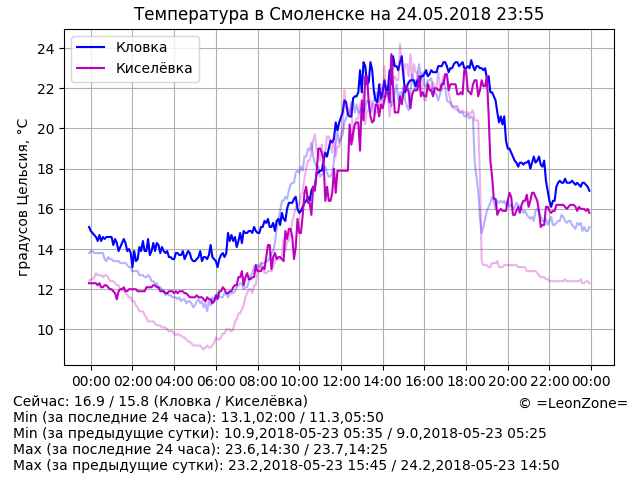 Температура в Смоленске на 24.05.2018 23:55
Кловка
Киселёвка
градусов Цельсия, °C
24
22
20
18
16
14
12
10
00:00 02:00 04:00 06:00 08:00 10:00 12:00 14:00 16:00 18:00 20:00 22:00 00:00
Сейчас: 16.9 / 15.8 (Кловка / Киселёвка)
© =LeonZone=
Min (за последние 24 часа): 13.1,02:00 / 11.3,05:50
Min (за предыдущие сутки): 10.9,2018-05-23 05:35 / 9.0,2018-05-23 05:25
Max (за последние 24 часа): 23.6,14:30 / 23.7,14:25
Max (за предыдущие сутки): 23.2,2018-05-23 15:45 / 24.2,2018-05-23 14:50